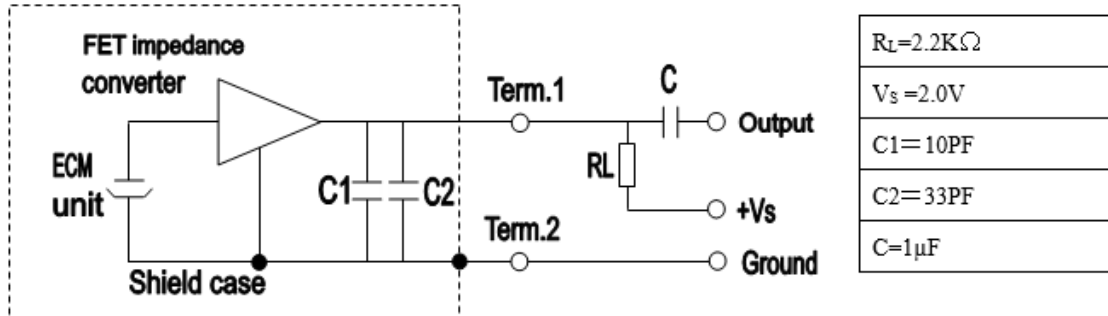 FET impedance
converter
ECM
unit
C1
C2
Shield case
Term.1
Term.2
C
RL
Output
+Vs
Ground
RL=2.2KΩ
VS =2.0V
C1＝10PF
C2＝33PF
C=1μF